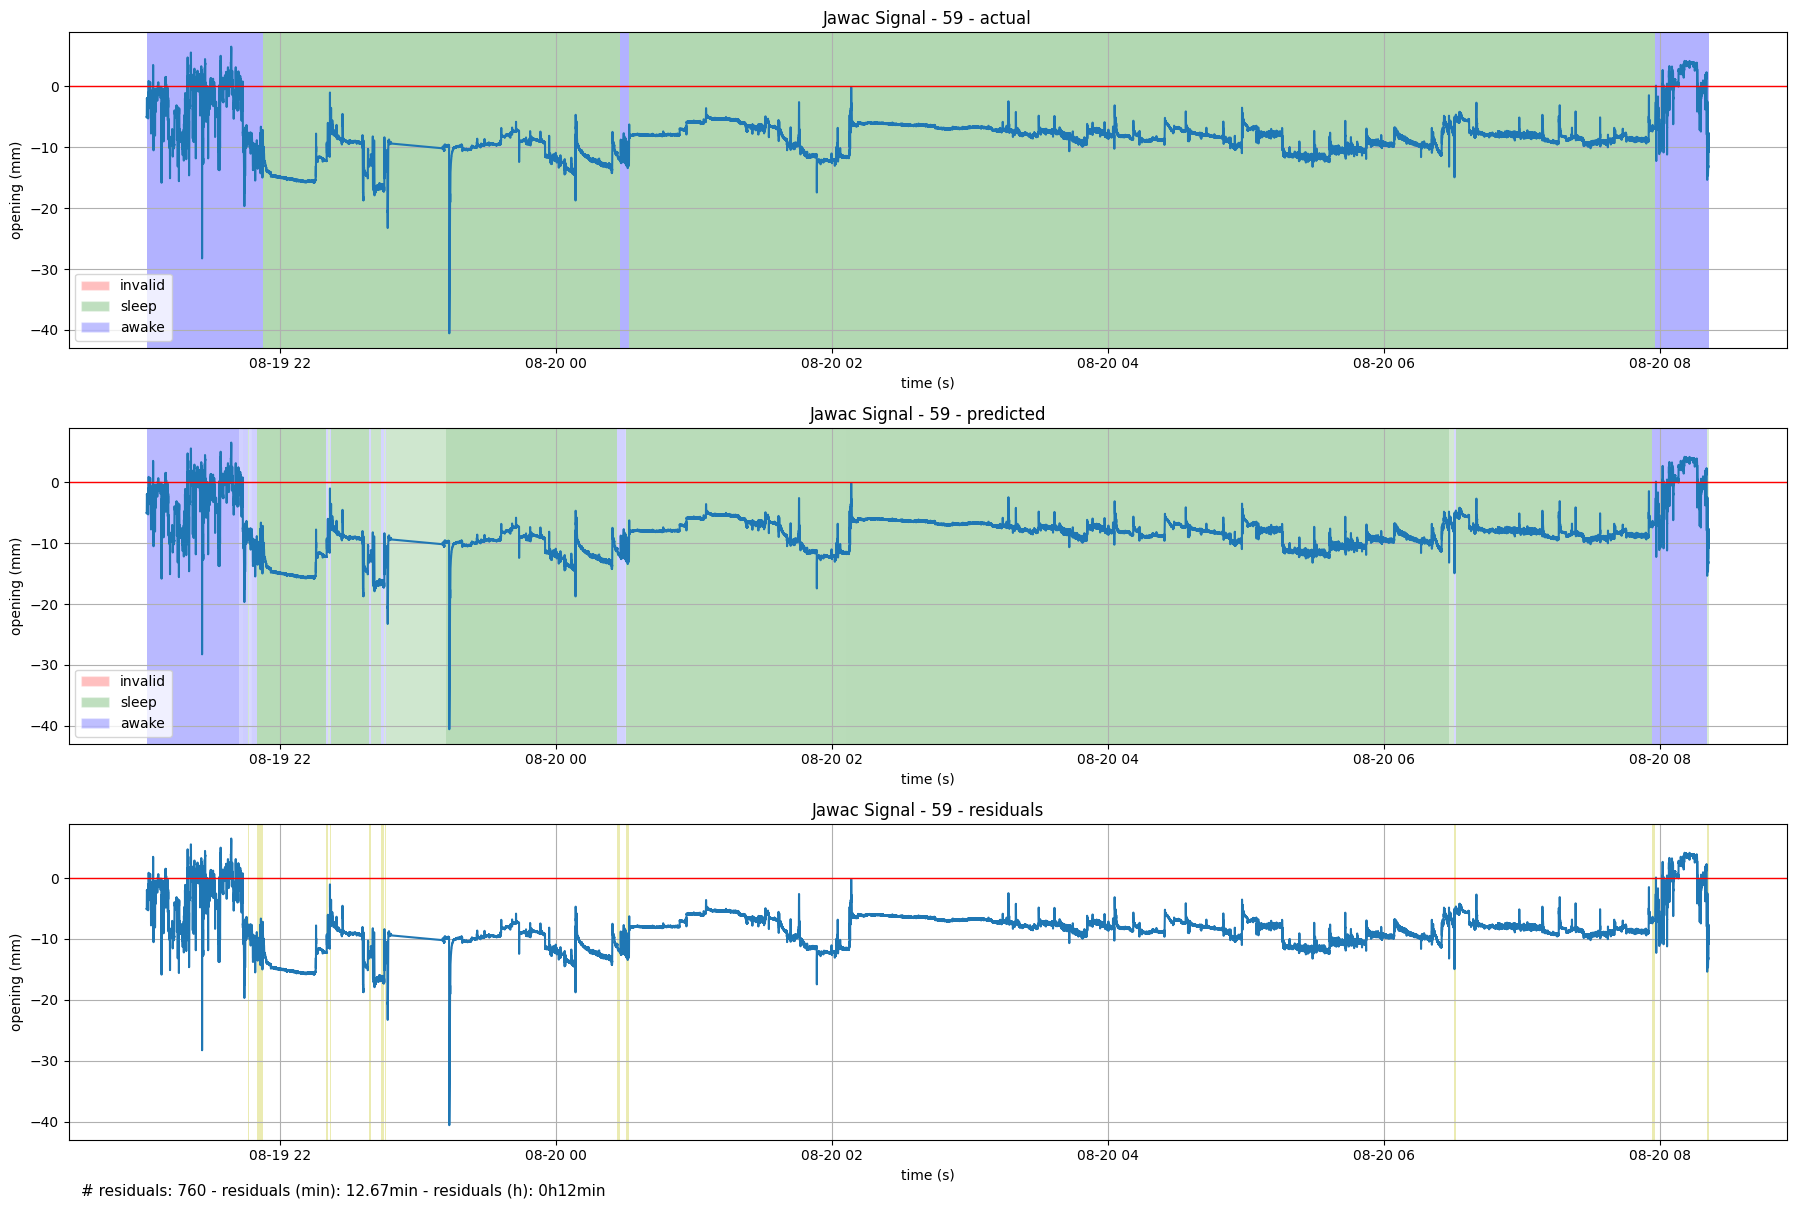 Jawac Signal - 59 - actual
opening (mm)
0
−10
−20
−30
−40
invalid
sleep
awake
08-19 22
08-20 00
08-20 02
08-20 04
08-20 06
08-20 08
time (s)
Jawac Signal - 59 - predicted
opening (mm)
0
−10
−20
−30
−40
invalid
sleep
awake
08-19 22
08-20 00
08-20 02
08-20 04
08-20 06
08-20 08
time (s)
Jawac Signal - 59 - residuals
opening (mm)
0
−10
−20
−30
−40
08-19 22
08-20 00
08-20 02
08-20 04
08-20 06
08-20 08
time (s)
# residuals: 760 - residuals (min): 12.67min - residuals (h): 0h12min